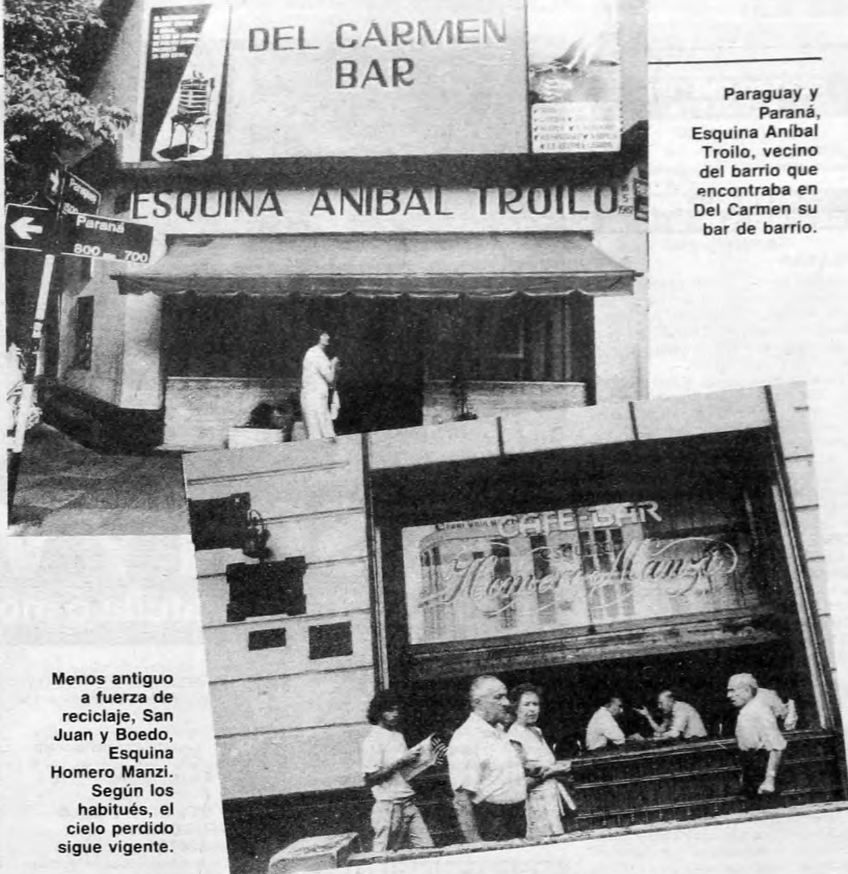 DEL CARMEN
BAR
ESQUINA ANIBAL TROILO
Paraguay
Paraná
800 700
Paraguay y
Paraná,
Esquina Aníbal
Troilo, vecino
del barrio que
encontraba en
Del Carmen su
bar de barrio.
CAFE-BAR
Homero Manzi
Menos antiguo
a fuerza de
reciclaje, San
Juan y Boedo,
Esquina
Homero Manzi.
Según los
habitués, el
cielo perdido
sigue vigente.